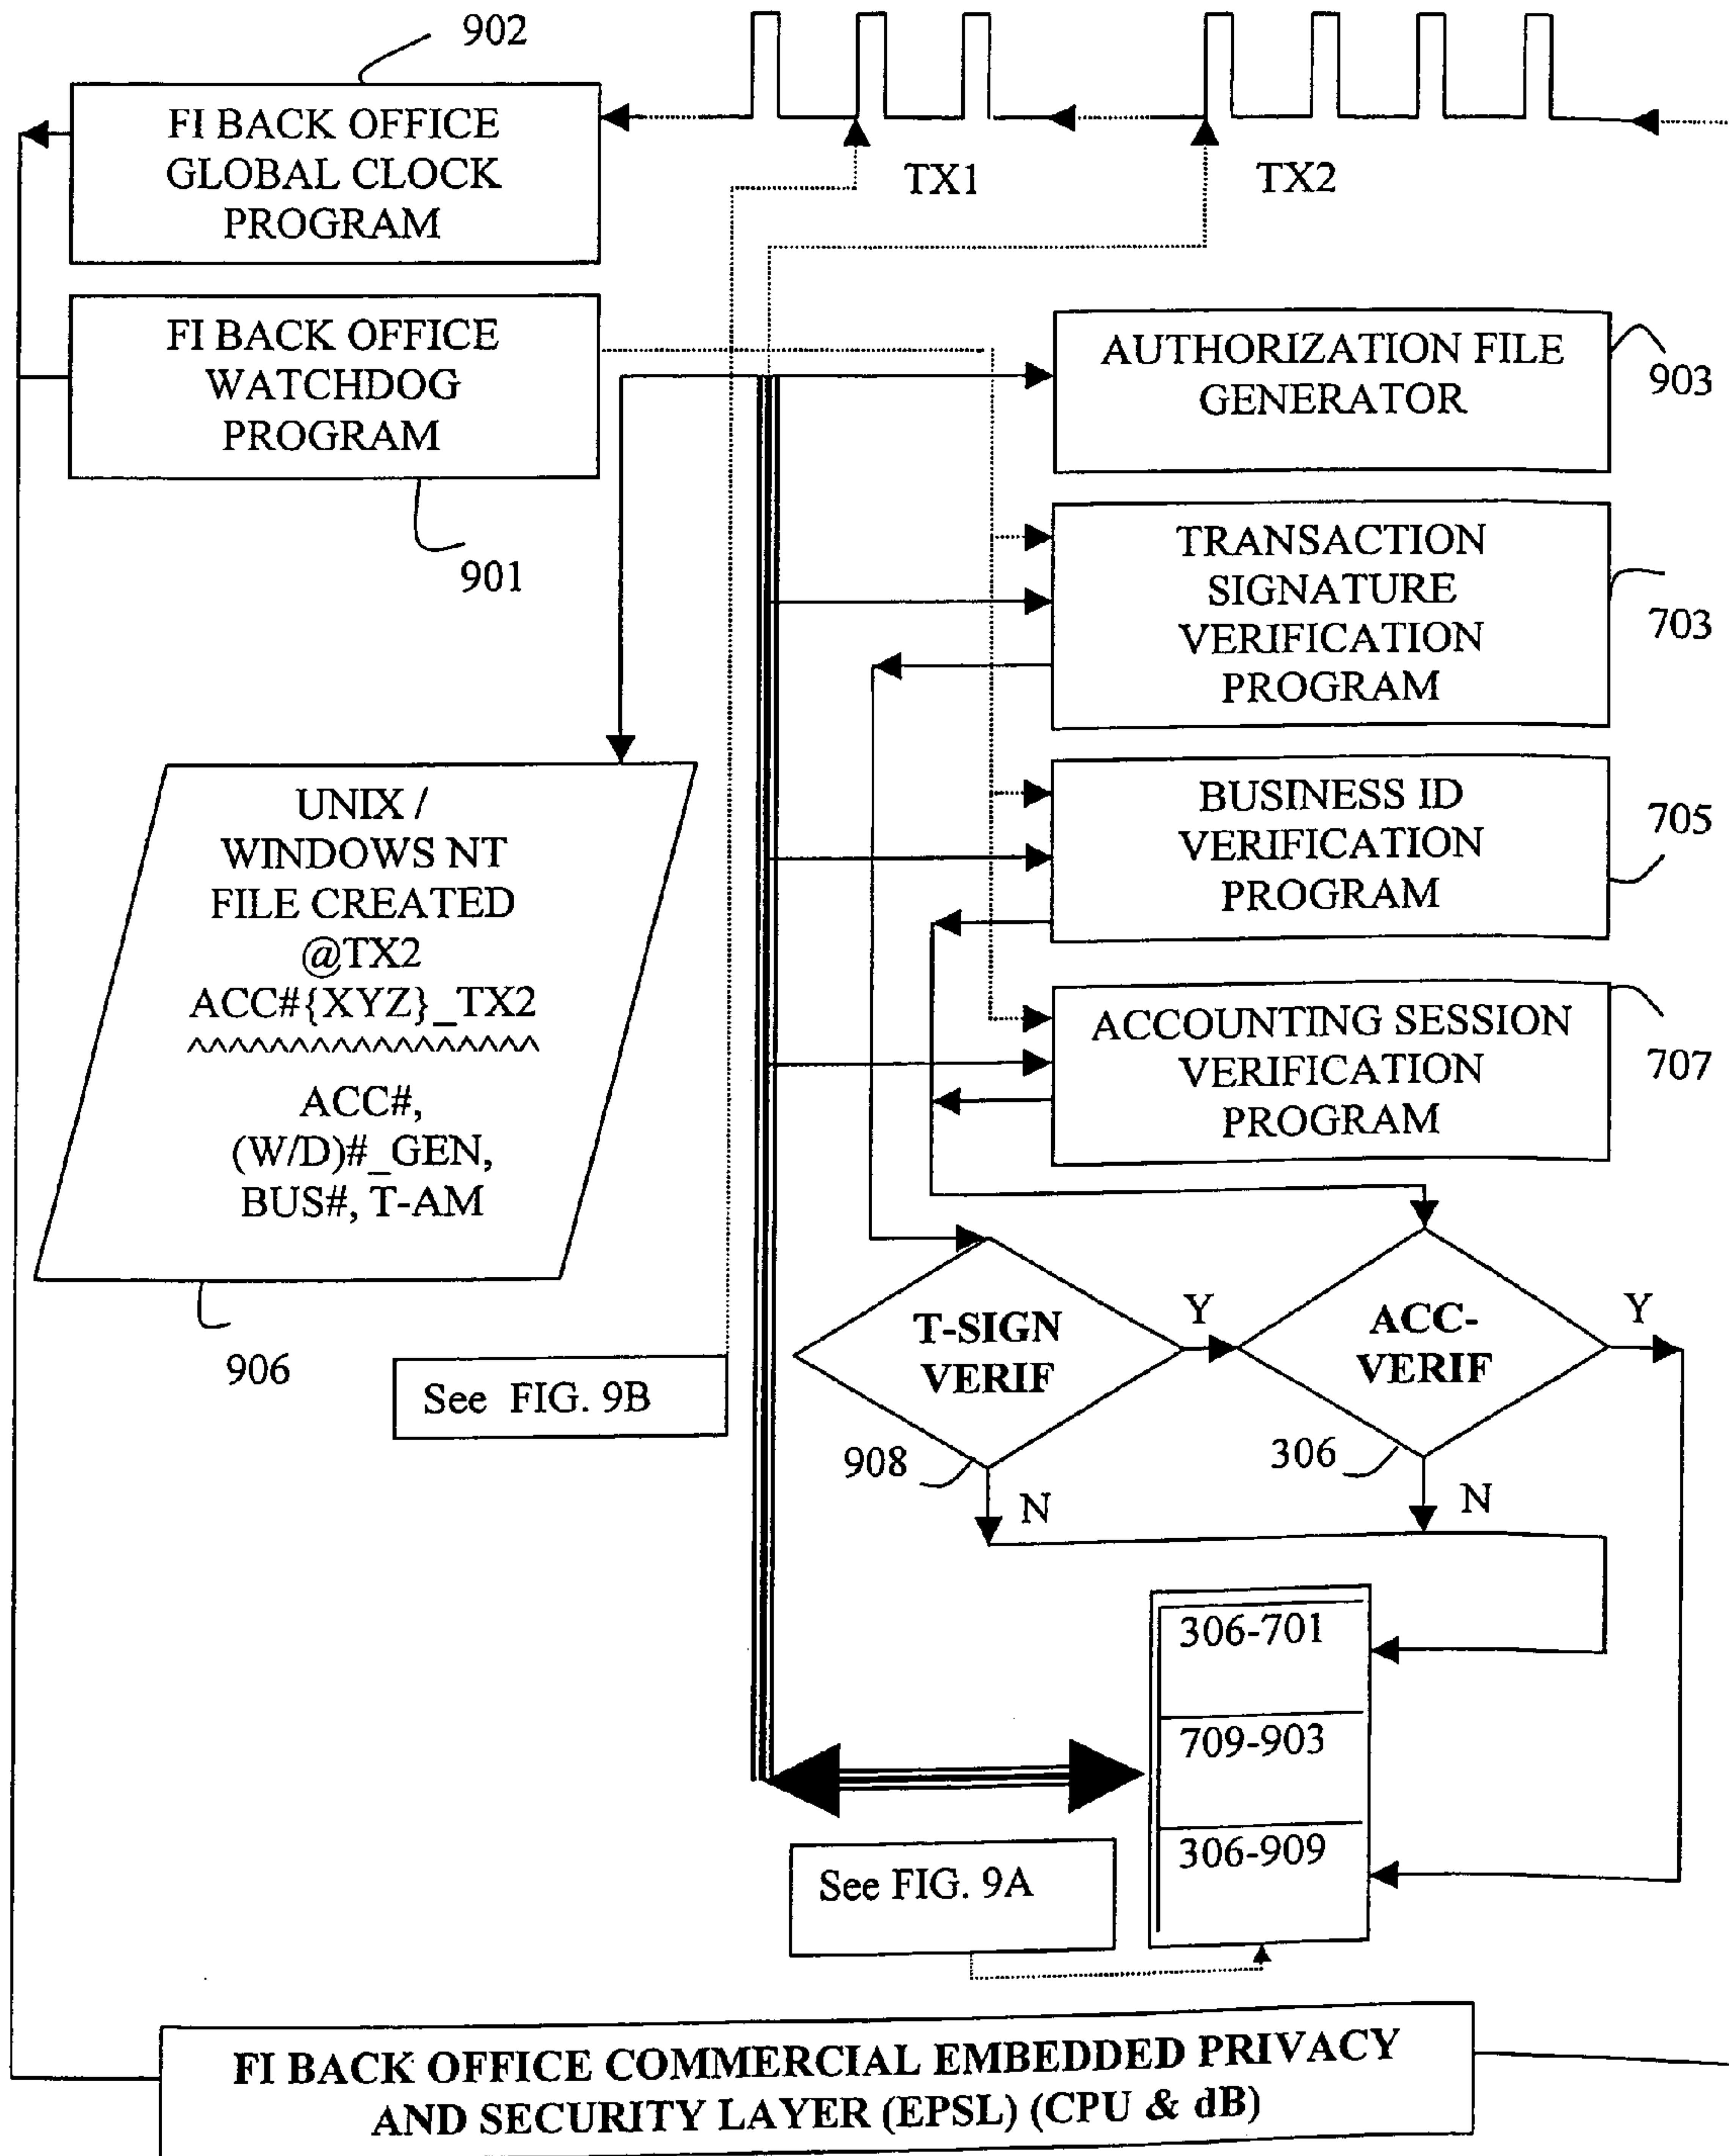 902
FI BACK OFFICE
GLOBAL CLOCK
PROGRAM
TX1
TX2
FI BACK OFFICE
WATCHDOG
PROGRAM
901
AUTHORIZATION FILE
GENERATOR
903
TRANSACTION
SIGNATURE
VERIFICATION
PROGRAM
703
BUSINESS ID
VERIFICATION
PROGRAM
705
ACCOUNTING SESSION
VERIFICATION
PROGRAM
707
UNIX /
WINDOWS NT
FILE CREATED
@TX2
ACC#{XYZ}_TX2
^^^^^^^^^^^^^^^^^
ACC#,
(W/D)#_GEN,
BUS#, T-AM
906
See FIG. 9B
T-SIGN
VERIF
Y
908
N
ACC-
VERIF
Y
306
N
306-701
709-903
306-909
See FIG. 9A
FI BACK OFFICE COMMERCIAL EMBEDDED PRIVACY
AND SECURITY LAYER (EPSL) (CPU & dB)